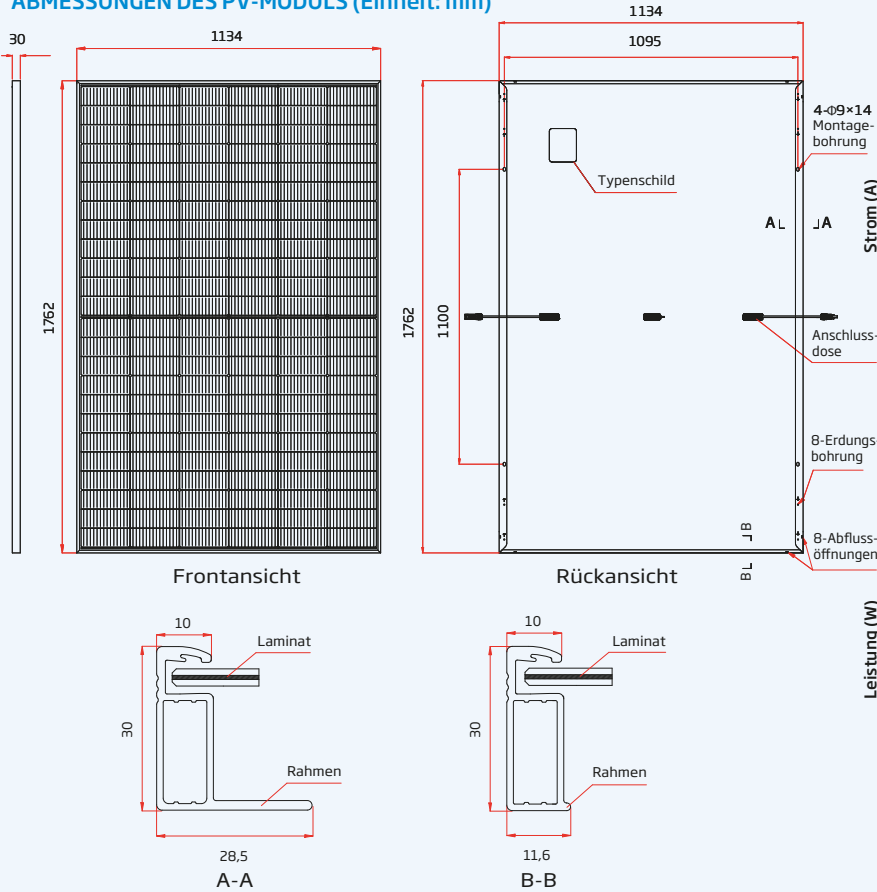 ABMESSUNGEN DES PV-MODULS (Einheit: mm)
30
1134
1762
Frontansicht
1134
1095
1762
1100
Typenschild
4-Φ9×14
Montage-
bohrung
A
A
Anschluss-
dose
8-Erdungs-
bohrung
8-Abfluss-
öffnungen
B
B
Rückansicht
Strom (A)
Leistung (W)
10
Laminat
30
Rahmen
28,5
A-A
10
Laminat
30
Rahmen
11,6
B-B